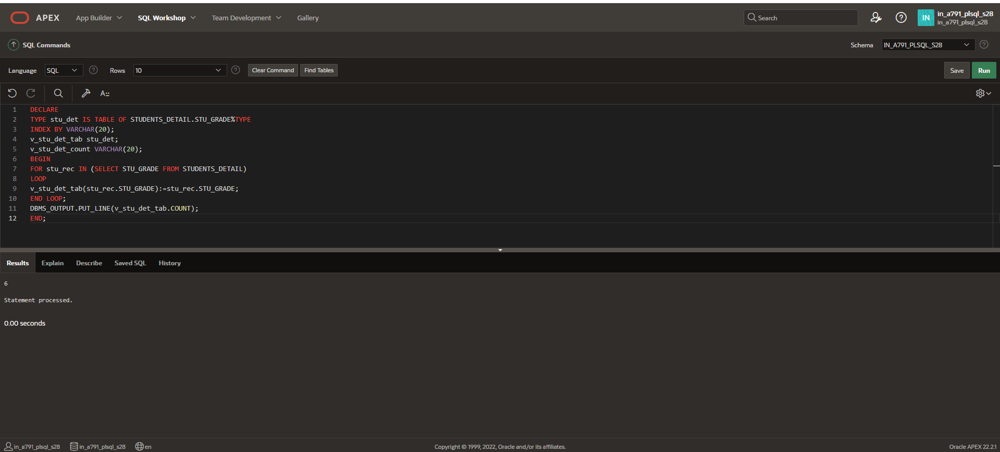 APEX App Builder SQL Workshop Team Development Gallery Search IN in_a791_plsql_s28
in_a791_plsql_s28
SQL Commands Schema IN_A791_PLSQL_S28
Language SQL Rows 10 Clear Command Find Tables Save Run
A
1 DECLARE
2 TYPE stu_det IS TABLE OF STUDENTS_DETAIL.STU_GRADE%TYPE
3 INDEX BY VARCHAR(20);
4 v_stu_det_tab stu_det;
5 v_stu_det_count VARCHAR(20);
6 BEGIN
7 FOR stu_rec IN (SELECT STU_GRADE FROM STUDENTS_DETAIL)
8 LOOP
9 v_stu_det_tab(stu_rec.STU_GRADE):=stu_rec.STU_GRADE;
10 END LOOP;
11 DBMS_OUTPUT.PUT_LINE(v_stu_det_tab.COUNT);
12 END;
Results Explain Describe Saved SQL History
6
Statement processed.
0.00 seconds
in_a791_plsql_s28 in_a791_plsql_s28 en Copyright © 1999, 2022, Oracle and/or its affiliates. Oracle APEX 22.2.1